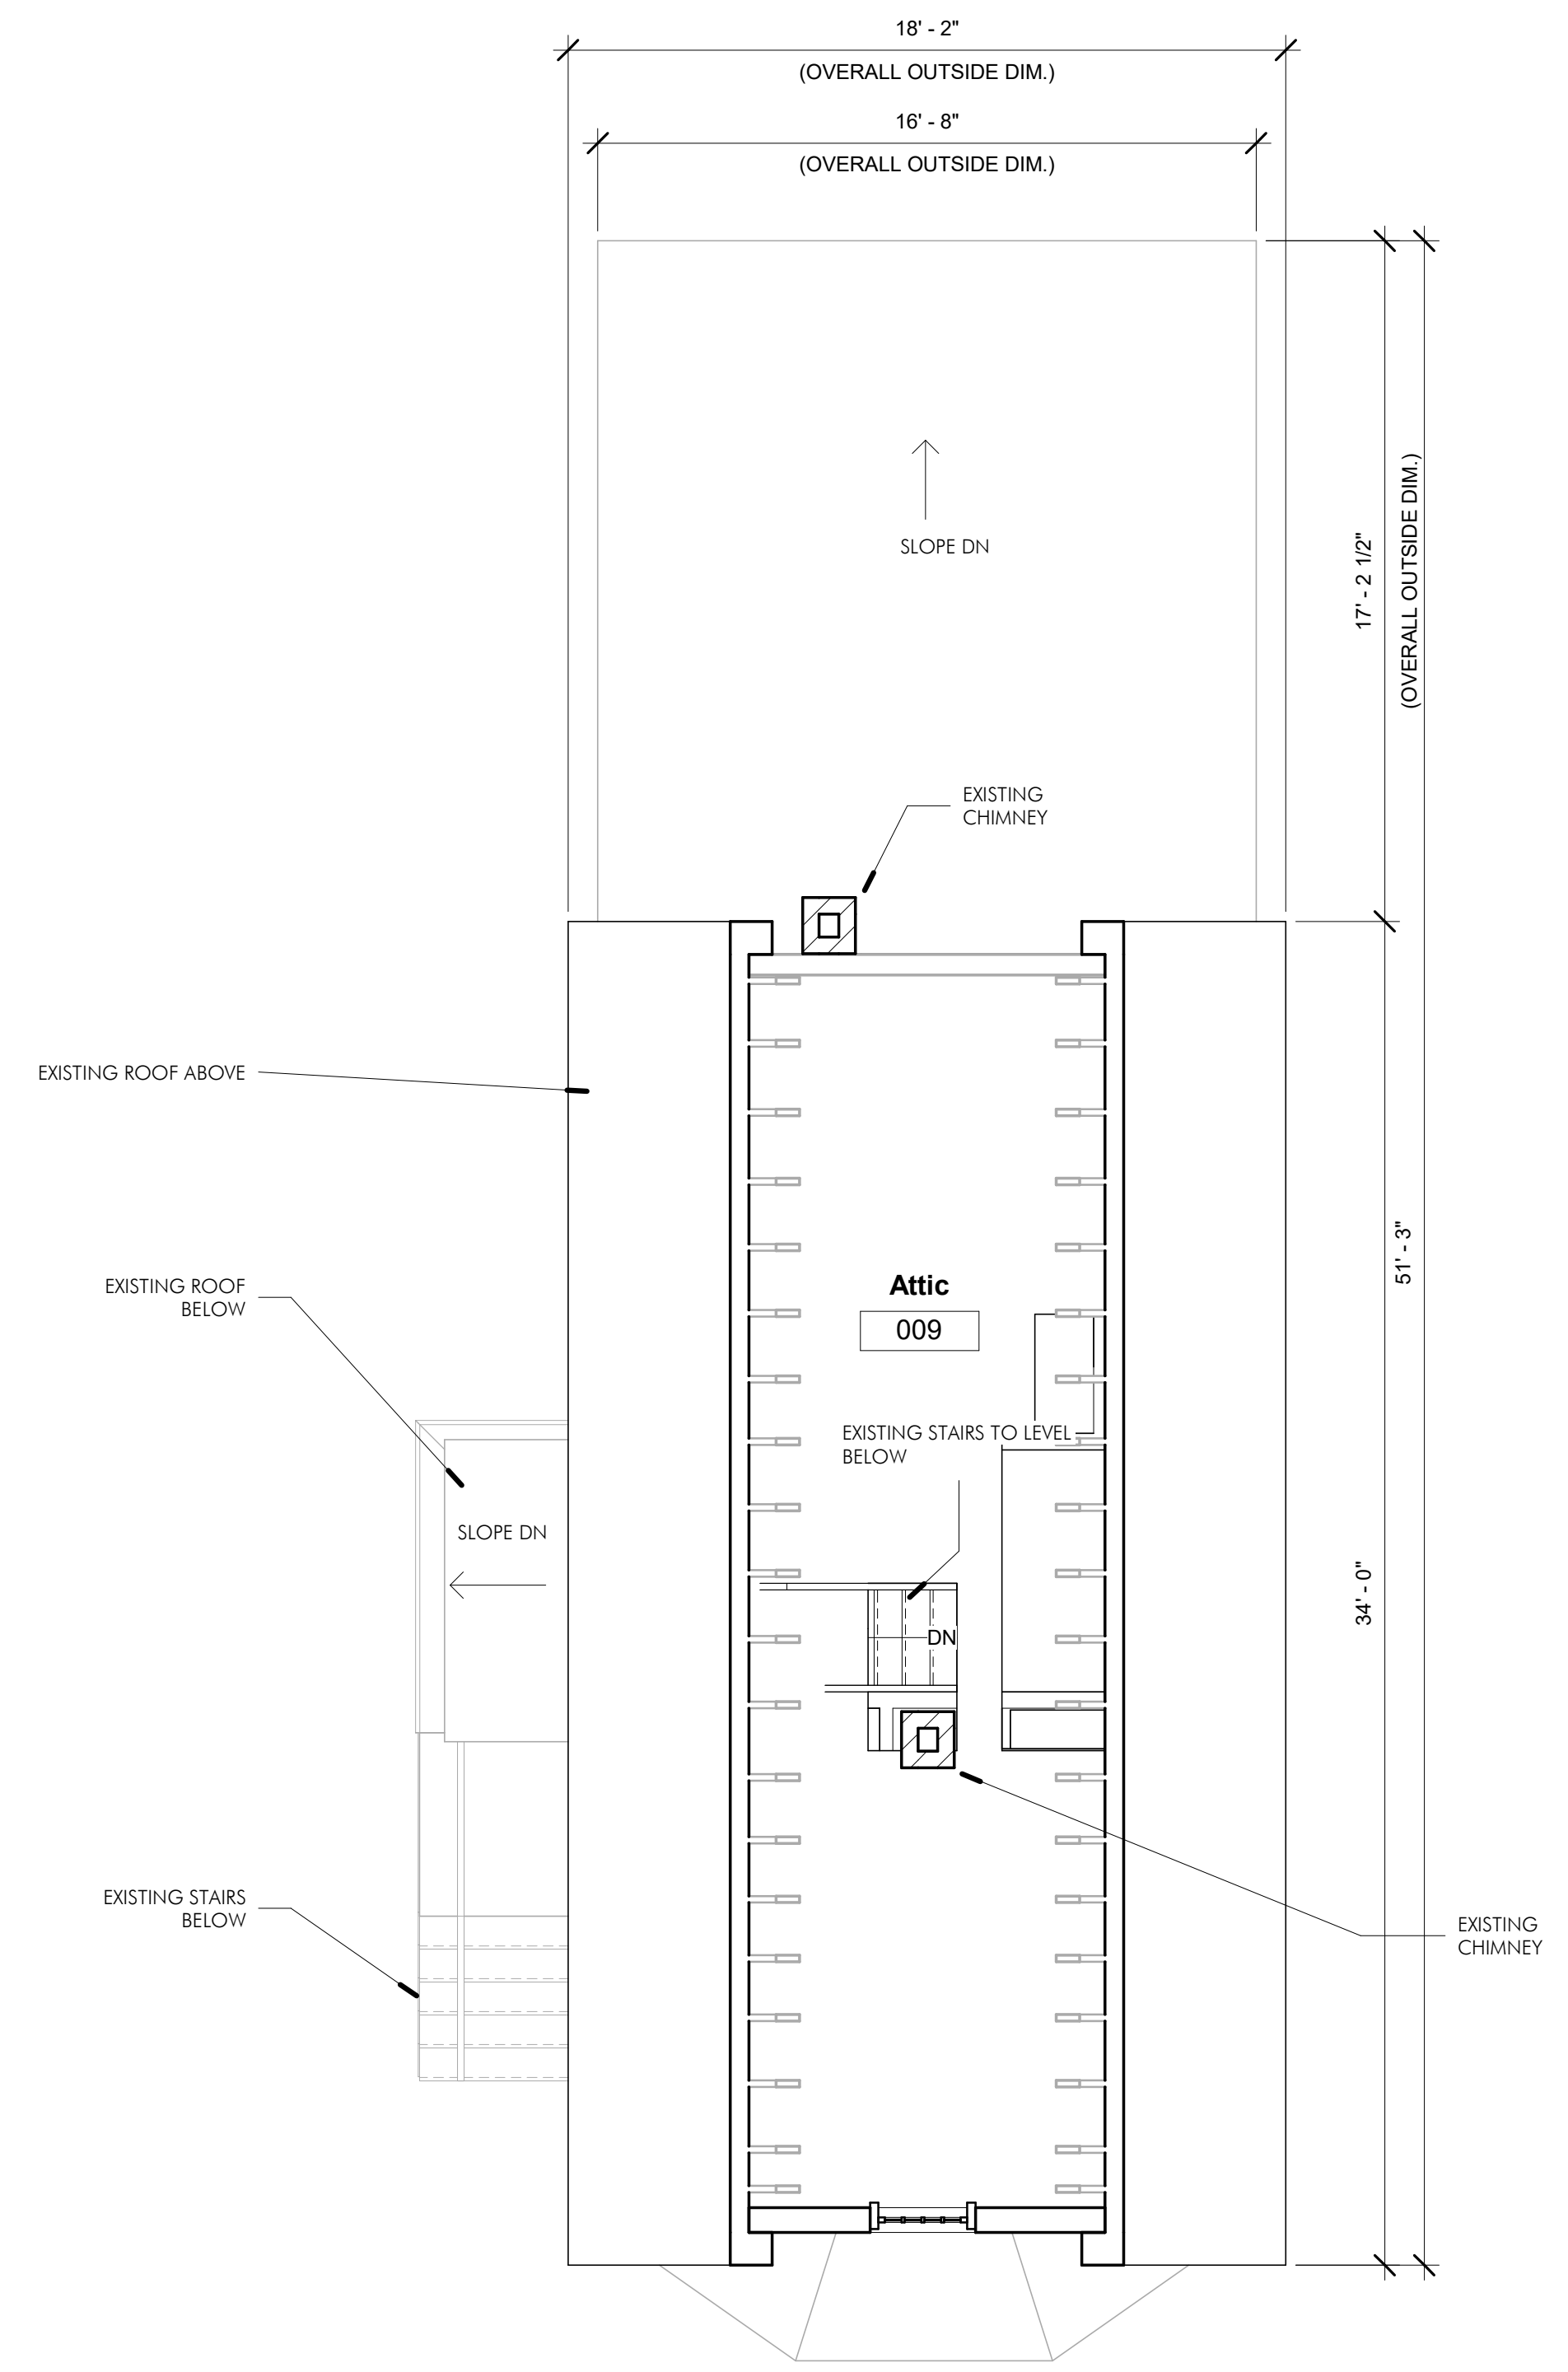 18' - 2"
(OVERALL OUTSIDE DIM.)
16' - 8"
(OVERALL OUTSIDE DIM.)
17' - 2 1/2"
(OVERALL OUTSIDE DIM.)
SLOPE DN
EXISTING
CHIMNEY
EXISTING ROOF ABOVE
51' - 3"
EXISTING ROOF
BELOW
Attic
009
EXISTING STAIRS TO LEVEL
BELOW
SLOPE DN
34' - 0"
DN
EXISTING STAIRS
BELOW
EXISTING
CHIMNEY